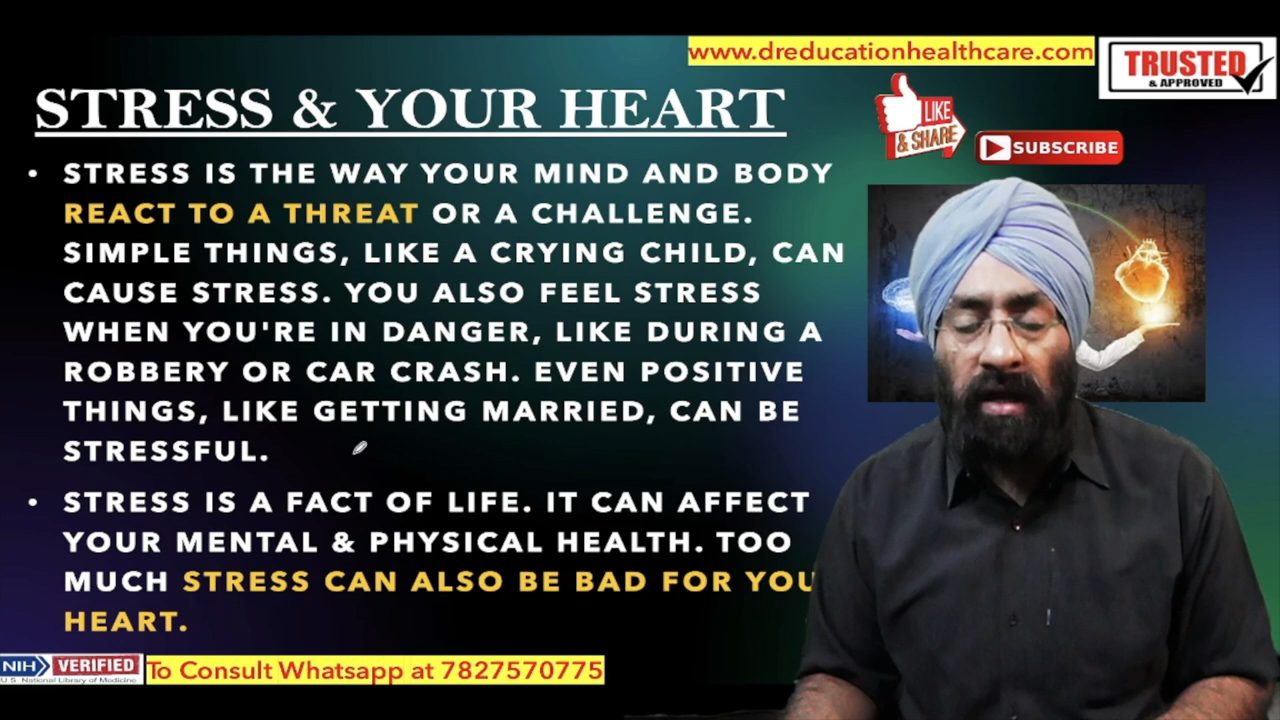 www.dreducationhealthcare.com
TRUSTED
& APPROVED
STRESS & YOUR HEART
LIKE
& SHARE
SUBSCRIBE
• STRESS IS THE WAY YOUR MIND AND BODY
REACT TO A THREAT OR A CHALLENGE.
SIMPLE THINGS, LIKE A CRYING CHILD, CAN
CAUSE STRESS. YOU ALSO FEEL STRESS
WHEN YOU'RE IN DANGER, LIKE DURING A
ROBBERY OR CAR CRASH. EVEN POSITIVE
THINGS, LIKE GETTING MARRIED, CAN BE
STRESSFUL.
• STRESS IS A FACT OF LIFE. IT CAN AFFECT
YOUR MENTAL & PHYSICAL HEALTH. TOO
MUCH STRESS CAN ALSO BE BAD FOR YOU
HEART.
NIH VERIFIED
U.S. National Library of Medicine
To Consult Whatsapp at 7827570775